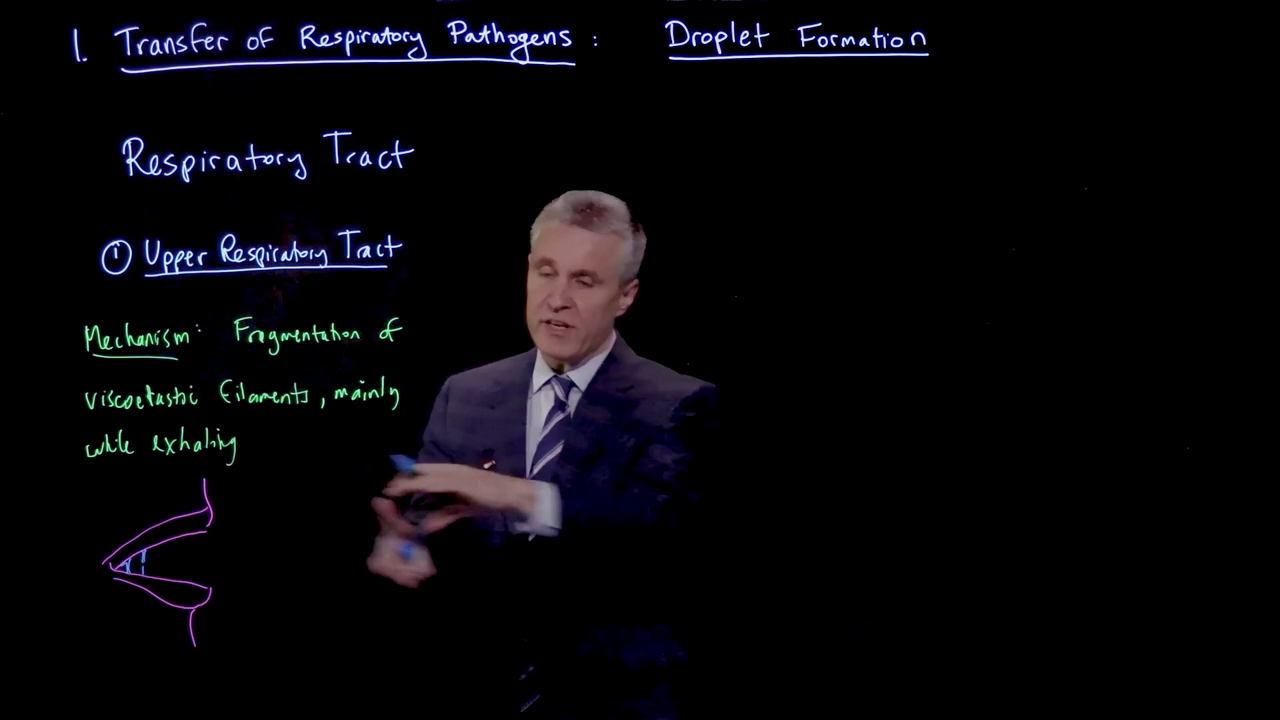 1. Transfer of Respiratory Pathogens : Droplet Formation
Respiratory Tract
① Upper Respiratory Tract
Mechanism: Fragmentation of
viscoelastic filaments, mainly
while exhaling